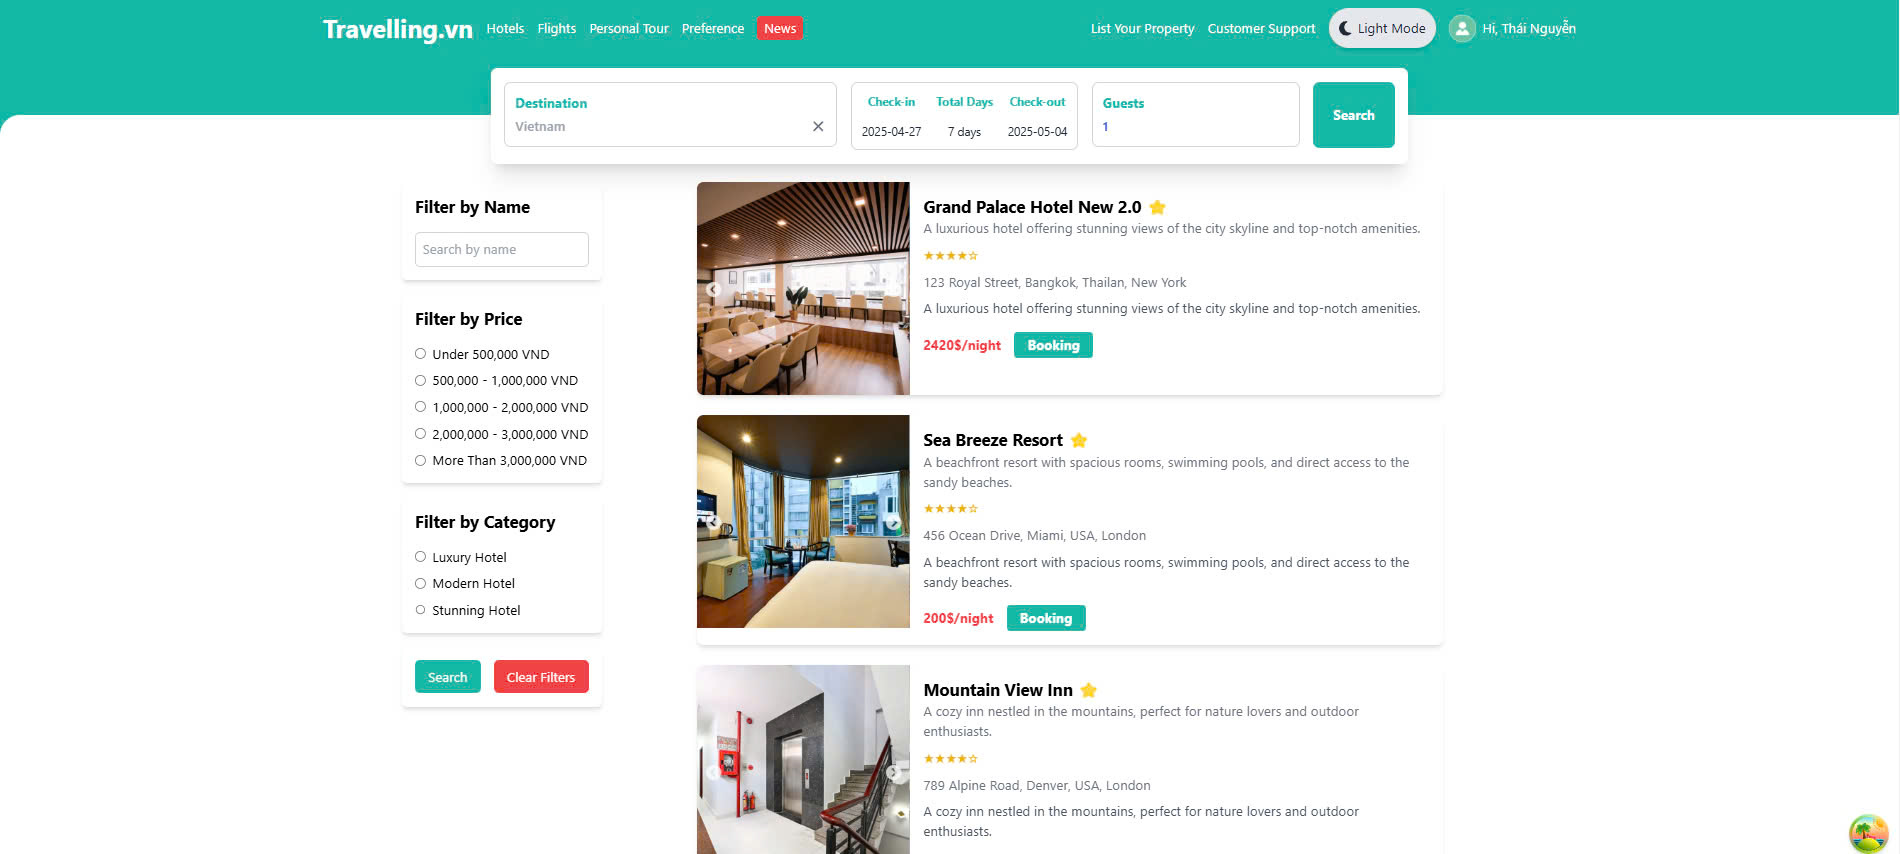 Travelling.vn Hotels Flights Personal Tour Preference News List Your Property Customer Support Light Mode Hi, Thái Nguyễn
Destination
Vietnam
Check-in Total Days Check-out
2025-04-27 7 days 2025-05-04
Guests
1
Search
Filter by Name
Search by name
Filter by Price
Under 500,000 VND
500,000 - 1,000,000 VND
1,000,000 - 2,000,000 VND
2,000,000 - 3,000,000 VND
More Than 3,000,000 VND
Filter by Category
Luxury Hotel
Modern Hotel
Stunning Hotel
Search Clear Filters
Grand Palace Hotel New 2.0
A luxurious hotel offering stunning views of the city skyline and top-notch amenities.
123 Royal Street, Bangkok, Thailan, New York
A luxurious hotel offering stunning views of the city skyline and top-notch amenities.
2420$/night Booking
Sea Breeze Resort
A beachfront resort with spacious rooms, swimming pools, and direct access to the
sandy beaches.
456 Ocean Drive, Miami, USA, London
A beachfront resort with spacious rooms, swimming pools, and direct access to the
sandy beaches.
200$/night Booking
Mountain View Inn
A cozy inn nestled in the mountains, perfect for nature lovers and outdoor
enthusiasts.
789 Alpine Road, Denver, USA, London
A cozy inn nestled in the mountains, perfect for nature lovers and outdoor
enthusiasts.